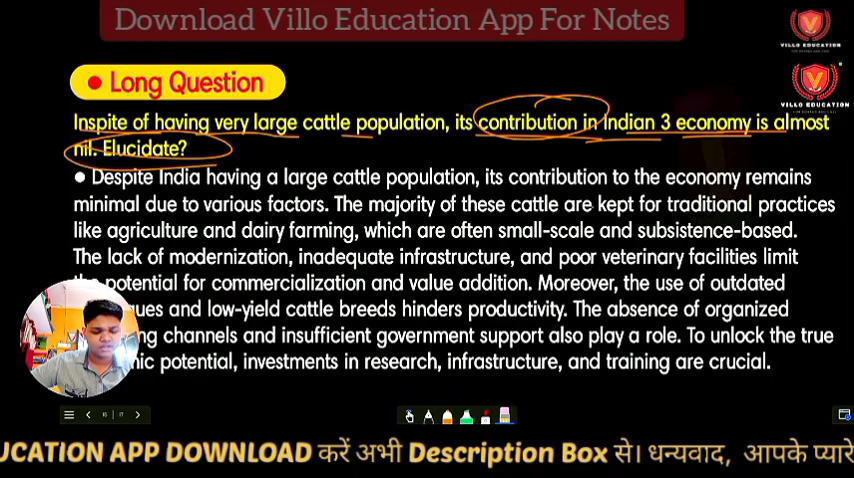 Download Villo Education App For Notes
VILLO EDUCATION
VILLO EDUCATION
• Long Question
Inspite of having very large cattle population, its contribution in Indian 3 economy is almost
nil. Elucidate?
• Despite India having a large cattle population, its contribution to the economy remains
minimal due to various factors. The majority of these cattle are kept for traditional practices
like agriculture and dairy farming, which are often small-scale and subsistence-based.
The lack of modernization, inadequate infrastructure, and poor veterinary facilities limit
the potential for commercialization and value addition. Moreover, the use of outdated
and low-yield cattle breeds hinders productivity. The absence of organized
channels and insufficient government support also play a role. To unlock the true
potential, investments in research, infrastructure, and training are crucial.
16 17
UCATION APP DOWNLOAD करें अभी Description Box से। धन्यवाद, आपके प्यारे